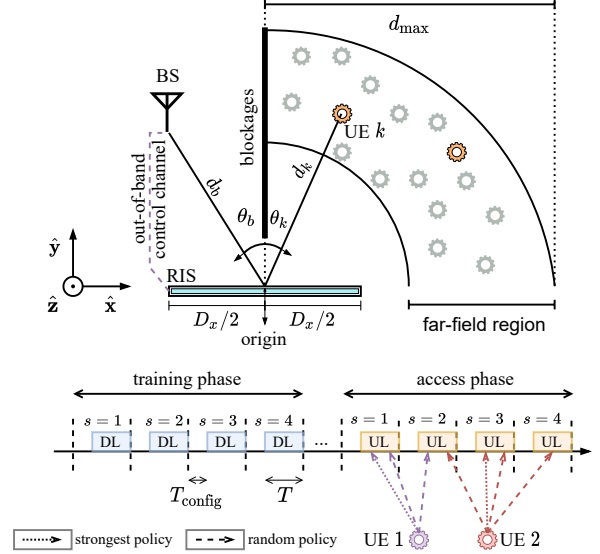 d_max
BS
blockages
UE k
out-of-band
control channel
d_b
d_k
θ_b
θ_k
ŷ
ẑ
x̂
RIS
D_x/2
D_x/2
origin
far-field region
training phase
access phase
s = 1
s = 2
s = 3
s = 4
s = 1
s = 2
s = 3
s = 4
DL
DL
DL
DL
...
UL
UL
UL
UL
T_config
T
strongest policy
random policy
UE 1
UE 2